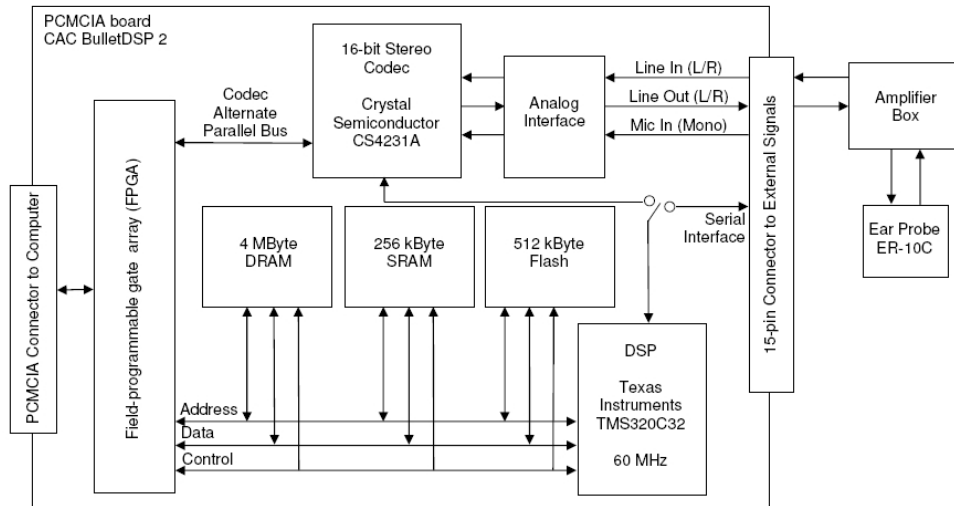 PCMCIA board
CAC BulletDSP 2
16-bit Stereo
Codec
Crystal
Semiconductor
CS4231A
Codec
Alternate
Parallel Bus
Analog
Interface
Line In (L/R)
Line Out (L/R)
Mic In (Mono)
Amplifier
Box
Ear Probe
ER-10C
15-pin Connector to External Signals
Serial
Interface
PCMCIA Connector to Computer
Field-programmable gate array (FPGA)
4 MByte
DRAM
256 kByte
SRAM
512 kByte
Flash
DSP
Texas
Instruments
TMS320C32
60 MHz
Address
Data
Control